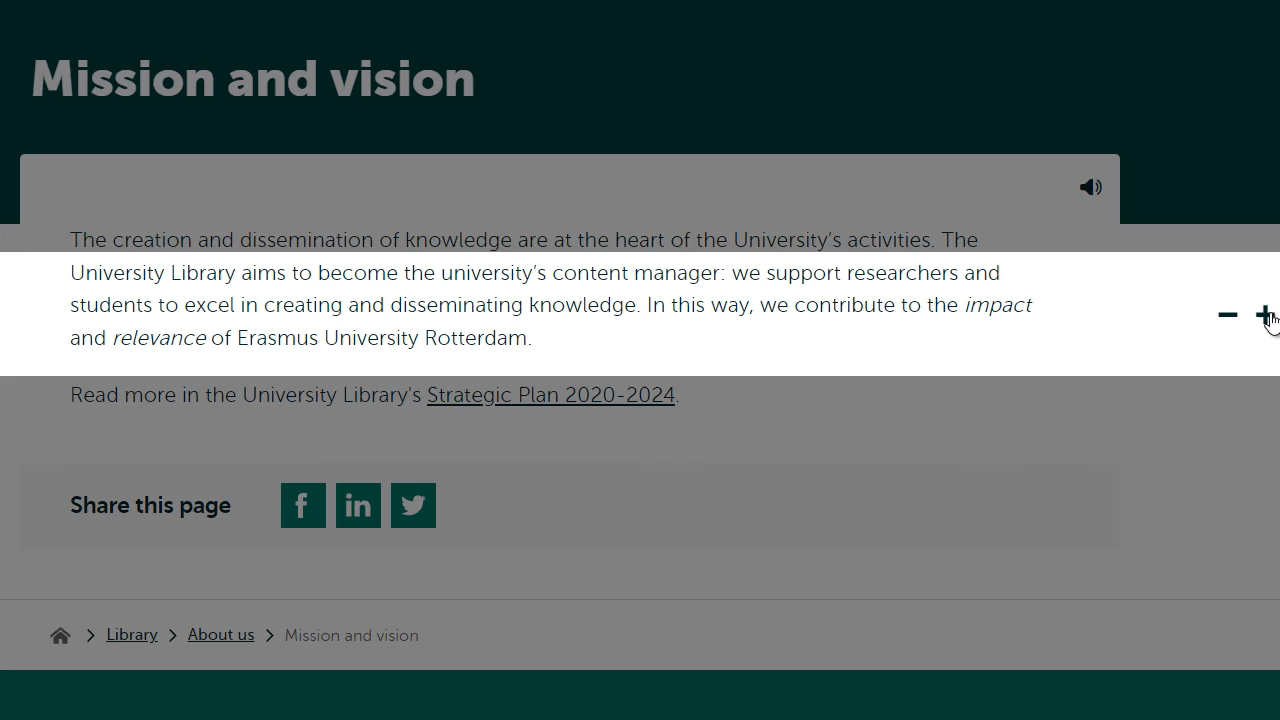 Mission and vision
The creation and dissemination of knowledge are at the heart of the University’s activities. The
University Library aims to become the university’s content manager: we support researchers and
students to excel in creating and disseminating knowledge. In this way, we contribute to the impact
and relevance of Erasmus University Rotterdam.
Read more in the University Library's Strategic Plan 2020-2024.
Share this page
Library
About us
Mission and vision